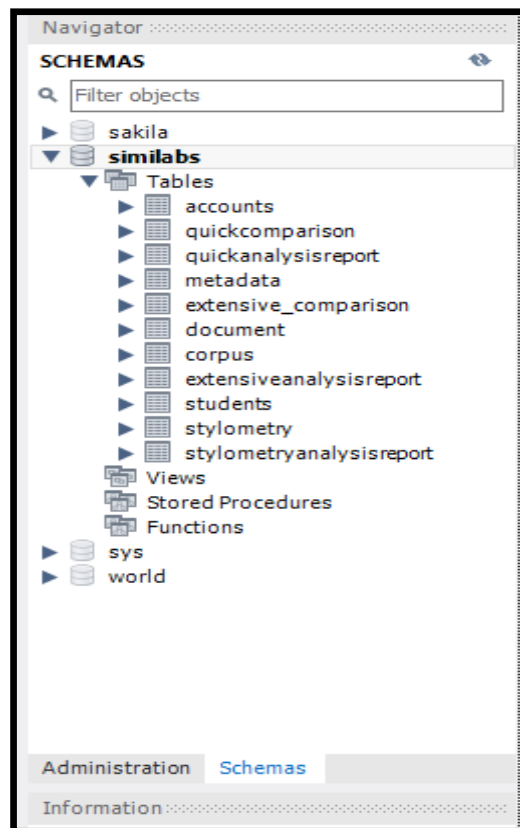 Navigator
SCHEMAS
Filter objects
sakila
similabs
Tables
accounts
quickcomparison
quickanalysisreport
metadata
extensive_comparison
document
corpus
extensiveanalysisreport
students
stylometry
stylometryanalysisreport
Views
Stored Procedures
Functions
sys
world
Administration Schemas
Information